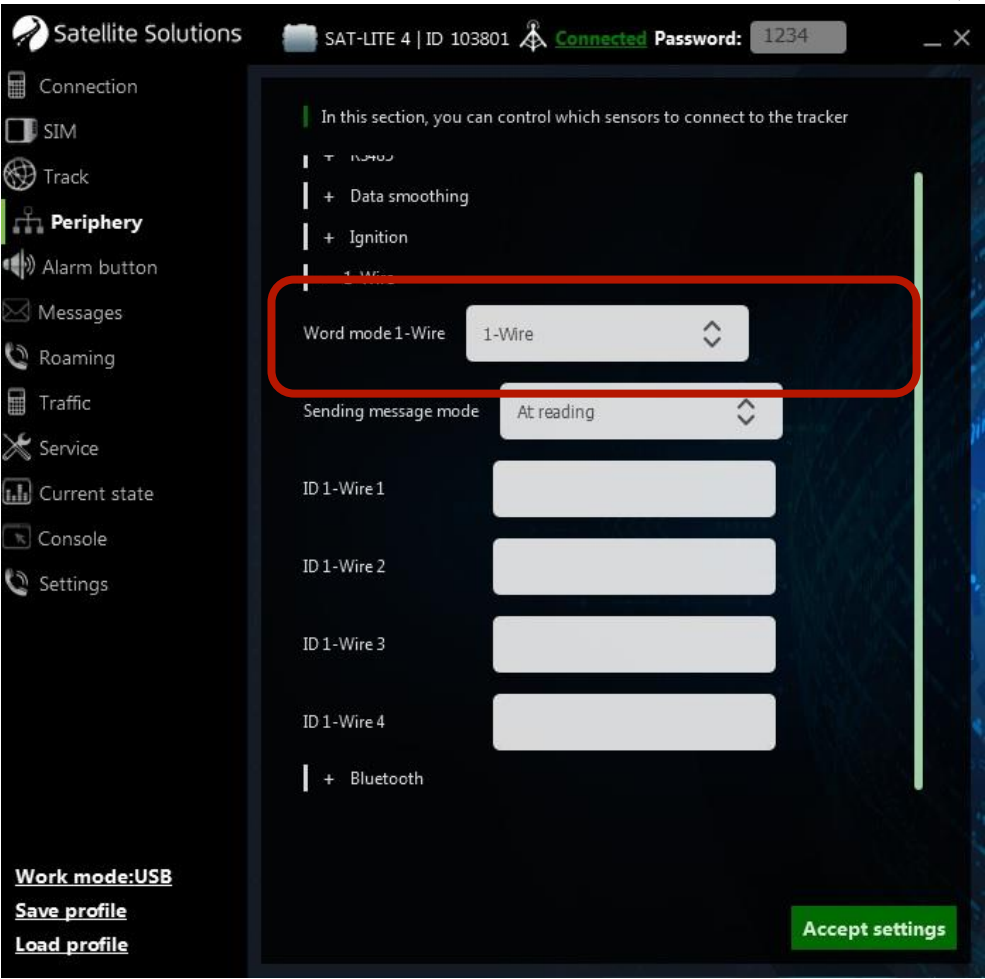 Satellite Solutions
SAT-LITE 4 | ID 103801 Connected Password: 1234
Connection
SIM
Track
Periphery
Alarm button
Messages
Roaming
Traffic
Service
Current state
Console
Settings
Work mode:USB
Save profile
Load profile
In this section, you can control which sensors to connect to the tracker
+ RS485
+ Data smoothing
+ Ignition
- 1-Wire
Word mode 1-Wire 1-Wire
Sending message mode At reading
ID 1-Wire 1
ID 1-Wire 2
ID 1-Wire 3
ID 1-Wire 4
+ Bluetooth
Accept settings